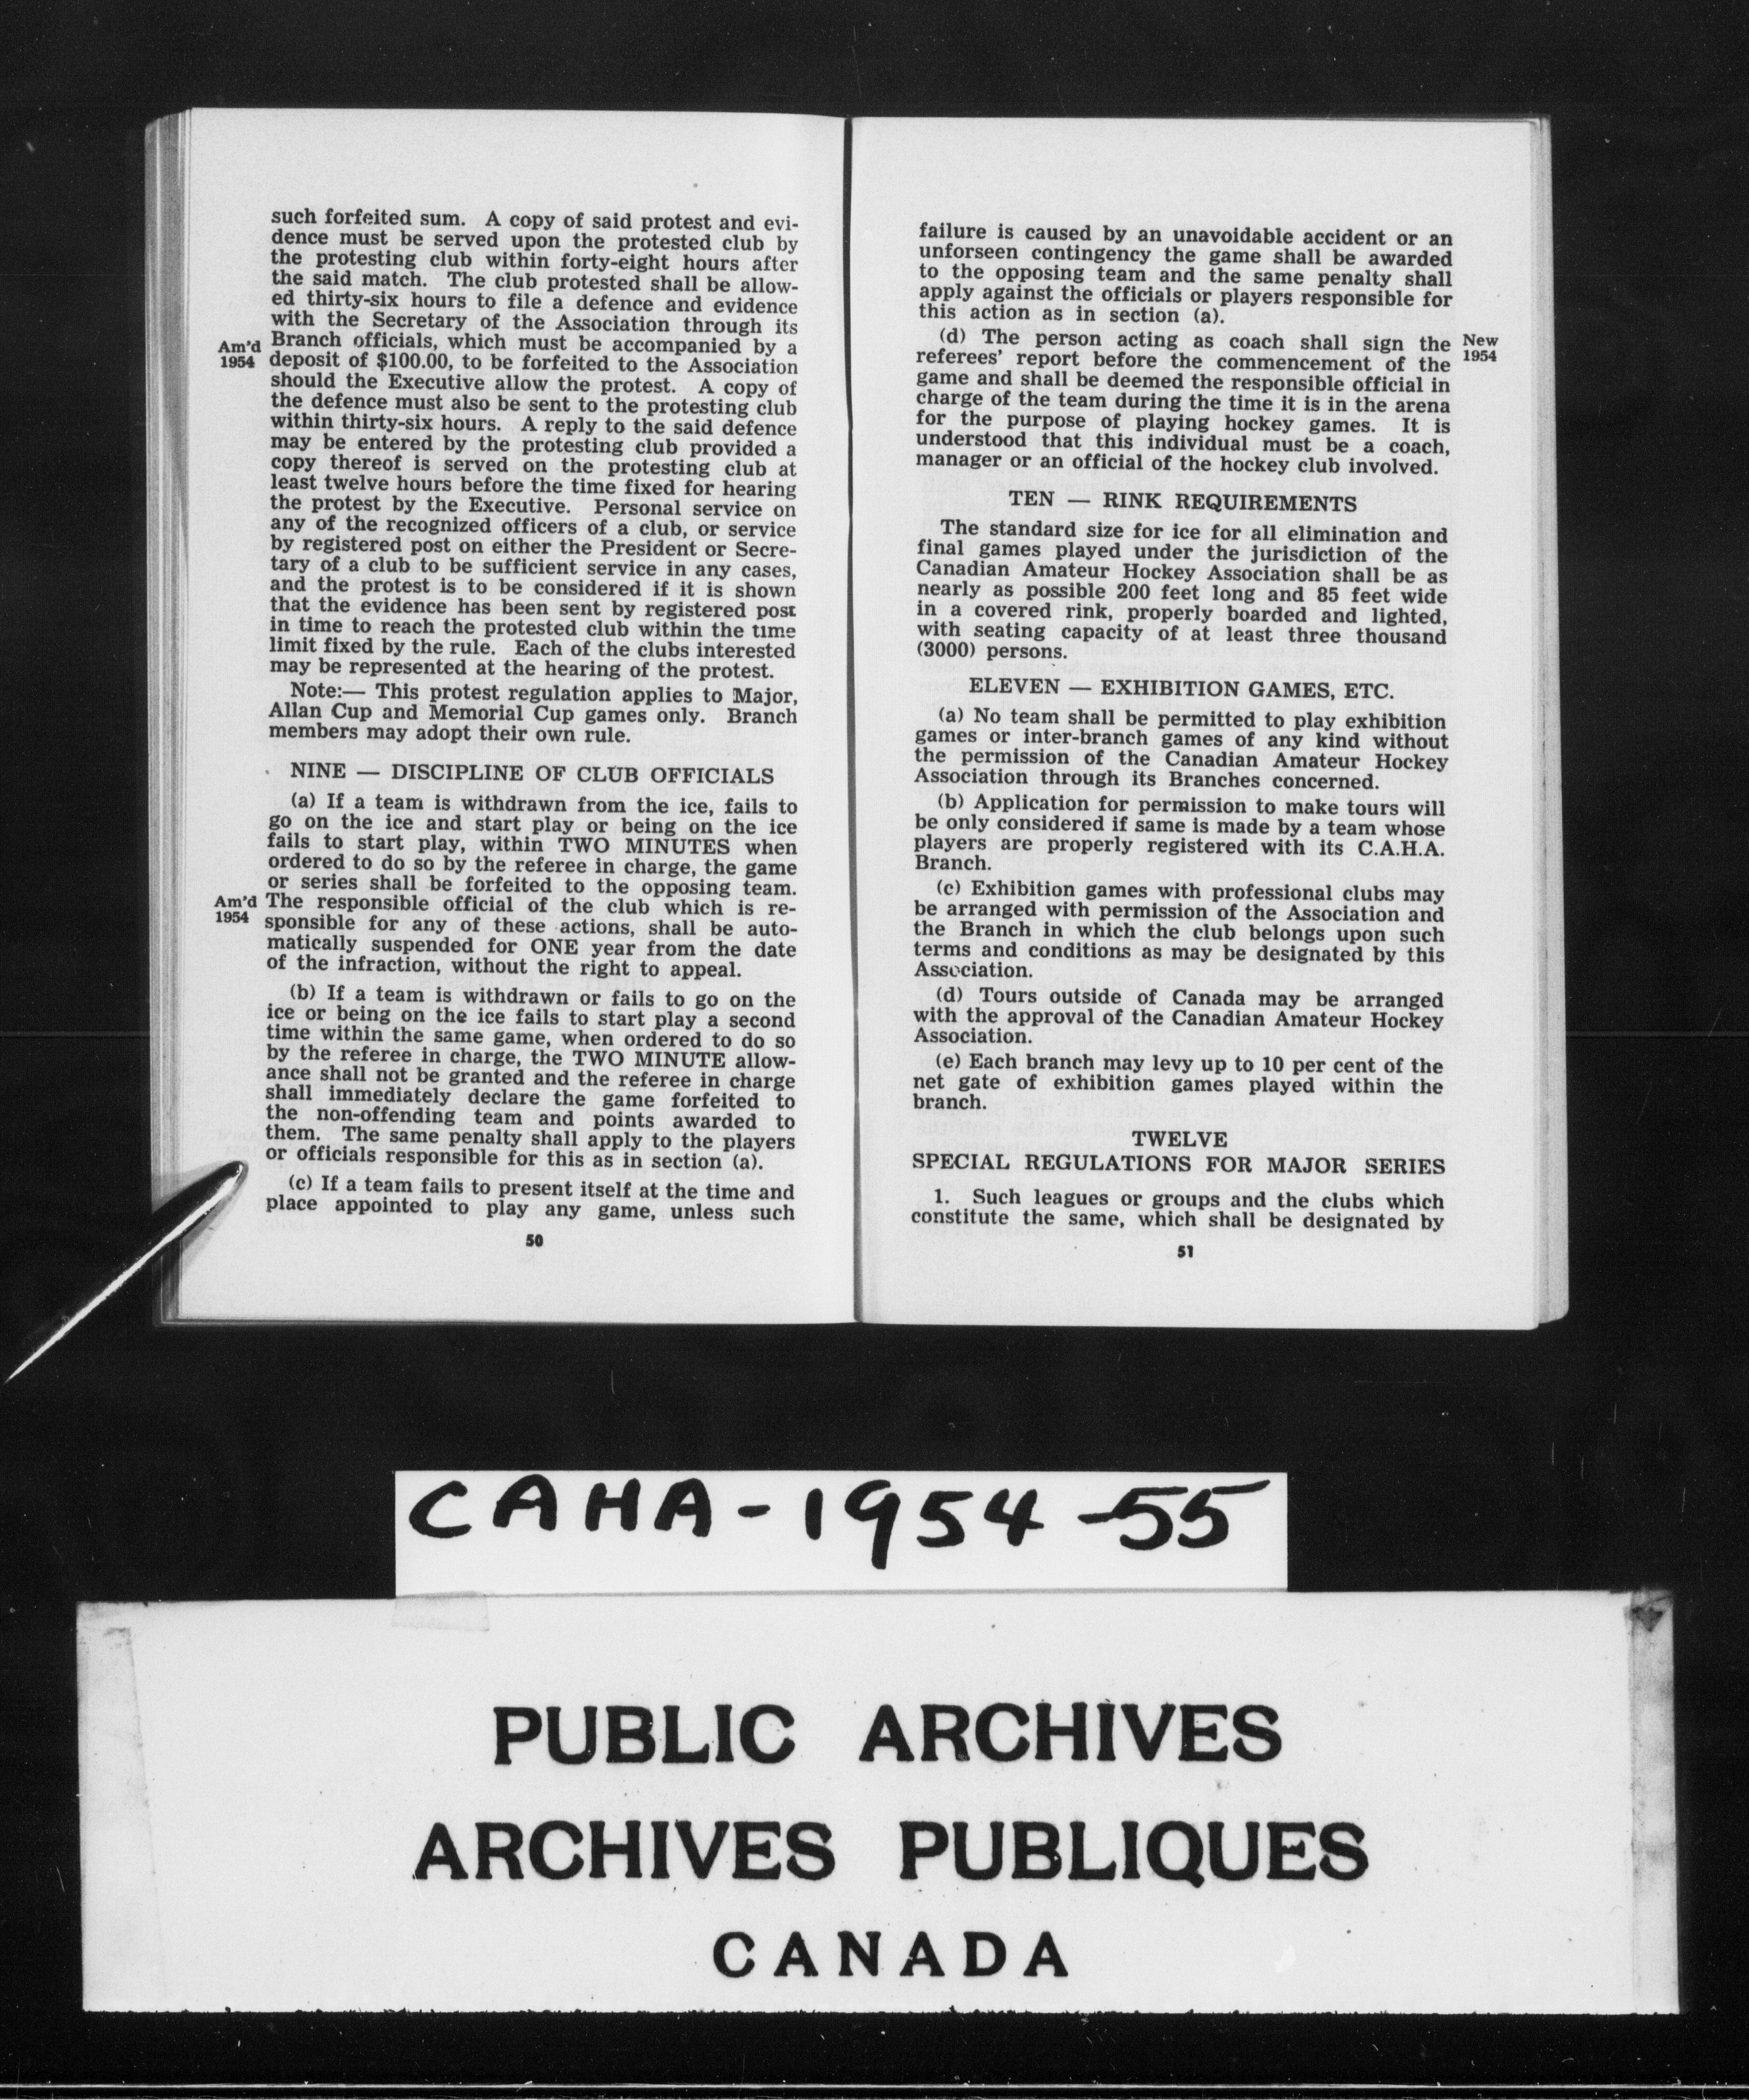 such forfeited sum. A copy of said protest and evi-
dence must be served upon the protested club by
the protesting club within forty-eight hours after
the said match. The club protested shall be allow-
ed thirty-six hours to file a defence and evidence
with the Secretary of the Association through its
Am'd Branch officials, which must be accompanied by a
1954 deposit of $100.00, to be forfeited to the Association
should the Executive allow the protest. A copy of
the defence must also be sent to the protesting club
within thirty-six hours. A reply to the said defence
may be entered by the protesting club provided a
copy thereof is served on the protesting club at
least twelve hours before the time fixed for hearing
the protest by the Executive. Personal service on
any of the recognized officers of a club, or service
by registered post on either the President or Secre-
tary of a club to be sufficient service in any cases,
and the protest is to be considered if it is shown
that the evidence has been sent by registered post
in time to reach the protested club within the time
limit fixed by the rule. Each of the clubs interested
may be represented at the hearing of the protest.
Note:— This protest regulation applies to Major,
Allan Cup and Memorial Cup games only. Branch
members may adopt their own rule.
NINE — DISCIPLINE OF CLUB OFFICIALS
(a) If a team is withdrawn from the ice, fails to
go on the ice and start play or being on the ice
fails to start play, within TWO MINUTES when
ordered to do so by the referee in charge, the game
or series shall be forfeited to the opposing team.
Am'd The responsible official of the club which is re-
1954 sponsible for any of these actions, shall be auto-
matically suspended for ONE year from the date
of the infraction, without the right to appeal.
(b) If a team is withdrawn or fails to go on the
ice or being on the ice fails to start play a second
time within the same game, when ordered to do so
by the referee in charge, the TWO MINUTE allow-
ance shall not be granted and the referee in charge
shall immediately declare the game forfeited to
the non-offending team and points awarded to
them. The same penalty shall apply to the players
or officials responsible for this as in section (a).
(c) If a team fails to present itself at the time and
place appointed to play any game, unless such
50
failure is caused by an unavoidable accident or an
unforseen contingency the game shall be awarded
to the opposing team and the same penalty shall
apply against the officials or players responsible for
this action as in section (a).
(d) The person acting as coach shall sign the New
referees' report before the commencement of the 1954
game and shall be deemed the responsible official in
charge of the team during the time it is in the arena
for the purpose of playing hockey games. It is
understood that this individual must be a coach,
manager or an official of the hockey club involved.
TEN — RINK REQUIREMENTS
The standard size for ice for all elimination and
final games played under the jurisdiction of the
Canadian Amateur Hockey Association shall be as
nearly as possible 200 feet long and 85 feet wide
in a covered rink, properly boarded and lighted,
with seating capacity of at least three thousand
(3000) persons.
ELEVEN — EXHIBITION GAMES, ETC.
(a) No team shall be permitted to play exhibition
games or inter-branch games of any kind without
the permission of the Canadian Amateur Hockey
Association through its Branches concerned.
(b) Application for permission to make tours will
be only considered if same is made by a team whose
players are properly registered with its C.A.H.A.
Branch.
(c) Exhibition games with professional clubs may
be arranged with permission of the Association and
the Branch in which the club belongs upon such
terms and conditions as may be designated by this
Association.
(d) Tours outside of Canada may be arranged
with the approval of the Canadian Amateur Hockey
Association.
(e) Each branch may levy up to 10 per cent of the
net gate of exhibition games played within the
branch.
TWELVE
SPECIAL REGULATIONS FOR MAJOR SERIES
1. Such leagues or groups and the clubs which
constitute the same, which shall be designated by
51
CAHA-1954-55
PUBLIC ARCHIVES
ARCHIVES PUBLIQUES
CANADA